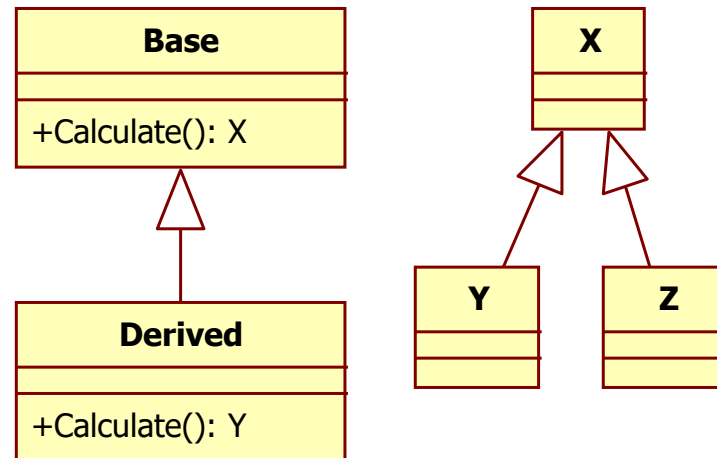 Base
+Calculate(): X
Derived
+Calculate(): Y
X
Y
Z